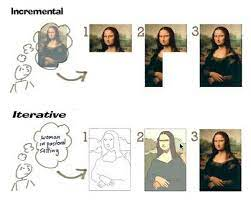 Incremental
1 2 3
Iterative
woman
in pastoral
setting
1 2 3